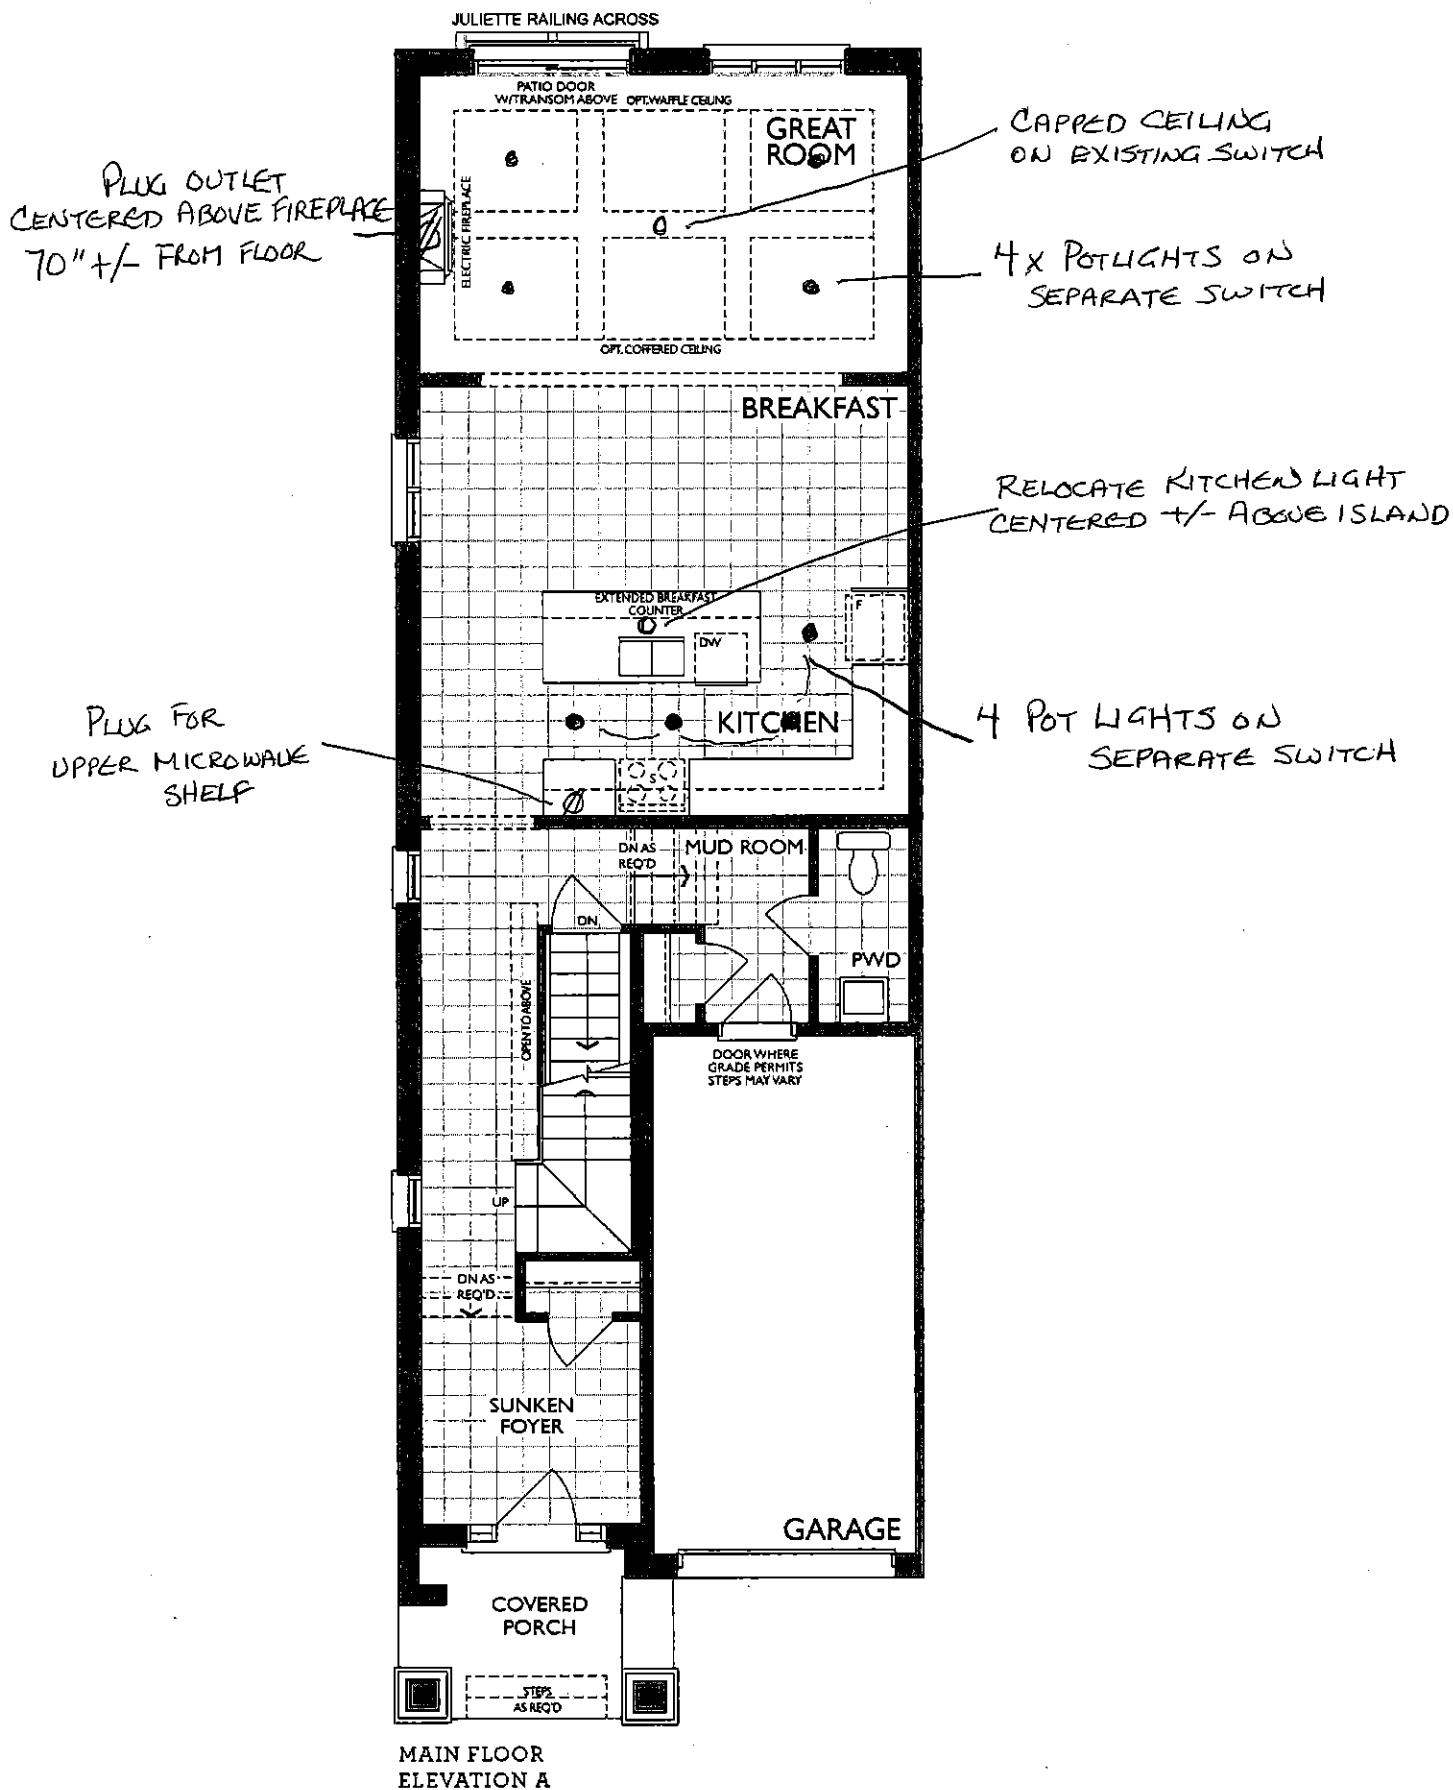 JULIETTE RAILING ACROSS
PATIO DOOR
W/TRANSOM ABOVE OPT. WAFFLE CEILING
GREAT
ROOM
CAPPED CEILING
ON EXISTING SWITCH
PLUG OUTLET
CENTERED ABOVE FIREPLACE
70" +/- FROM FLOOR
ELECTRIC FIREPLACE
4 x POTLIGHTS ON
SEPARATE SWITCH
OPT. COFFERED CEILING
BREAKFAST
RELOCATE KITCHEN LIGHT
CENTERED +/- ABOVE ISLAND
EXTENDED BREAKFAST
COUNTER
F
DW
KITCHEN
4 POT LIGHTS ON
SEPARATE SWITCH
PLUG FOR
UPPER MICROWAVE
SHELF
S
DN AS
REQ'D
MUD ROOM
DN
PWD
OPEN TO ABOVE
DOOR WHERE
GRADE PERMITS
STEPS MAY VARY
UP
DN AS
REQ'D
SUNKEN
FOYER
GARAGE
COVERED
PORCH
STEPS
AS REQ'D
MAIN FLOOR
ELEVATION A